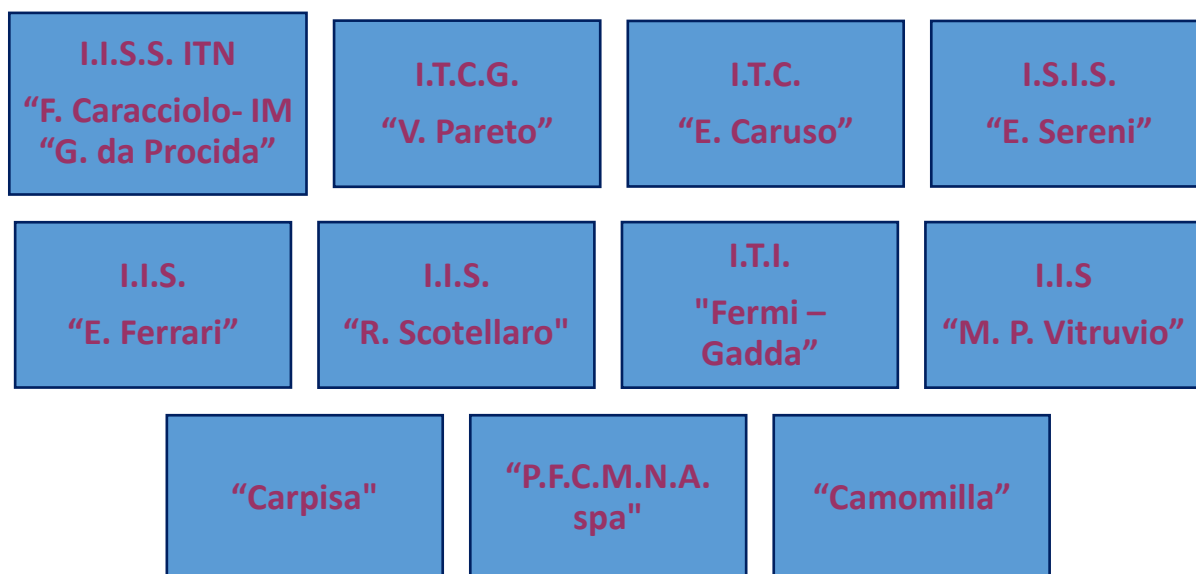 I.I.S.S. ITN
“F. Caracciolo- IM
“G. da Procida”
I.T.C.G.
“V. Pareto”
I.T.C.
“E. Caruso”
I.S.I.S.
“E. Sereni”
I.I.S.
“E. Ferrari”
I.I.S.
“R. Scotellaro"
I.T.I.
"Fermi –
Gadda”
I.I.S
“M. P. Vitruvio”
“Carpisa"
“P.F.C.M.N.A.
spa"
“Camomilla”